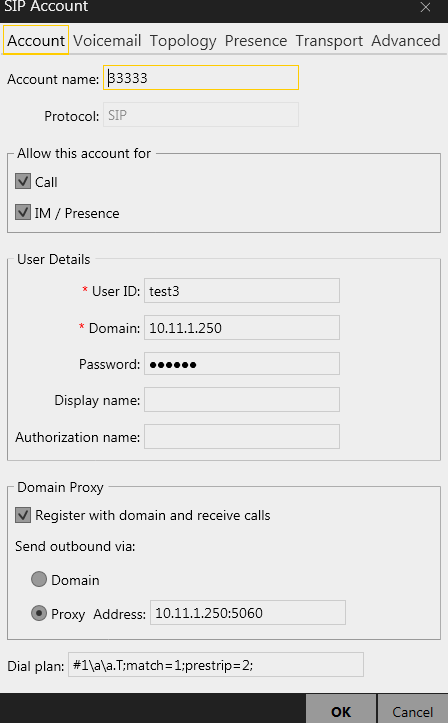 SIP Account
Account Voicemail Topology Presence Transport Advanced
Account name: 33333
Protocol: SIP
Allow this account for
Call
IM / Presence
User Details
* User ID: test3
* Domain: 10.11.1.250
Password: ●●●●●●
Display name:
Authorization name:
Domain Proxy
Register with domain and receive calls
Send outbound via:
Domain
Proxy Address: 10.11.1.250:5060
Dial plan: #1\a\a.T;match=1;prestrip=2;
OK Cancel